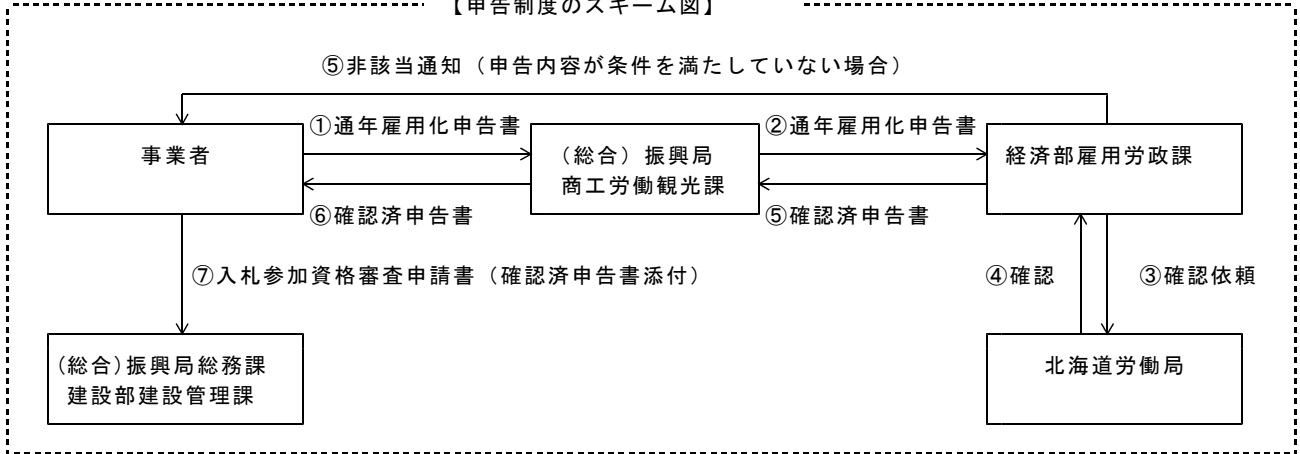 【申告制度のスキーム図】
⑤非該当通知（申告内容が条件を満たしていない場合）
①通年雇用化申告書
②通年雇用化申告書
事業者
（総合）振興局
商工労働観光課
経済部雇用労政課
⑥確認済申告書
⑤確認済申告書
⑦入札参加資格審査申請書（確認済申告書添付）
④確認
③確認依頼
(総合)振興局総務課
建設部建設管理課
北海道労働局